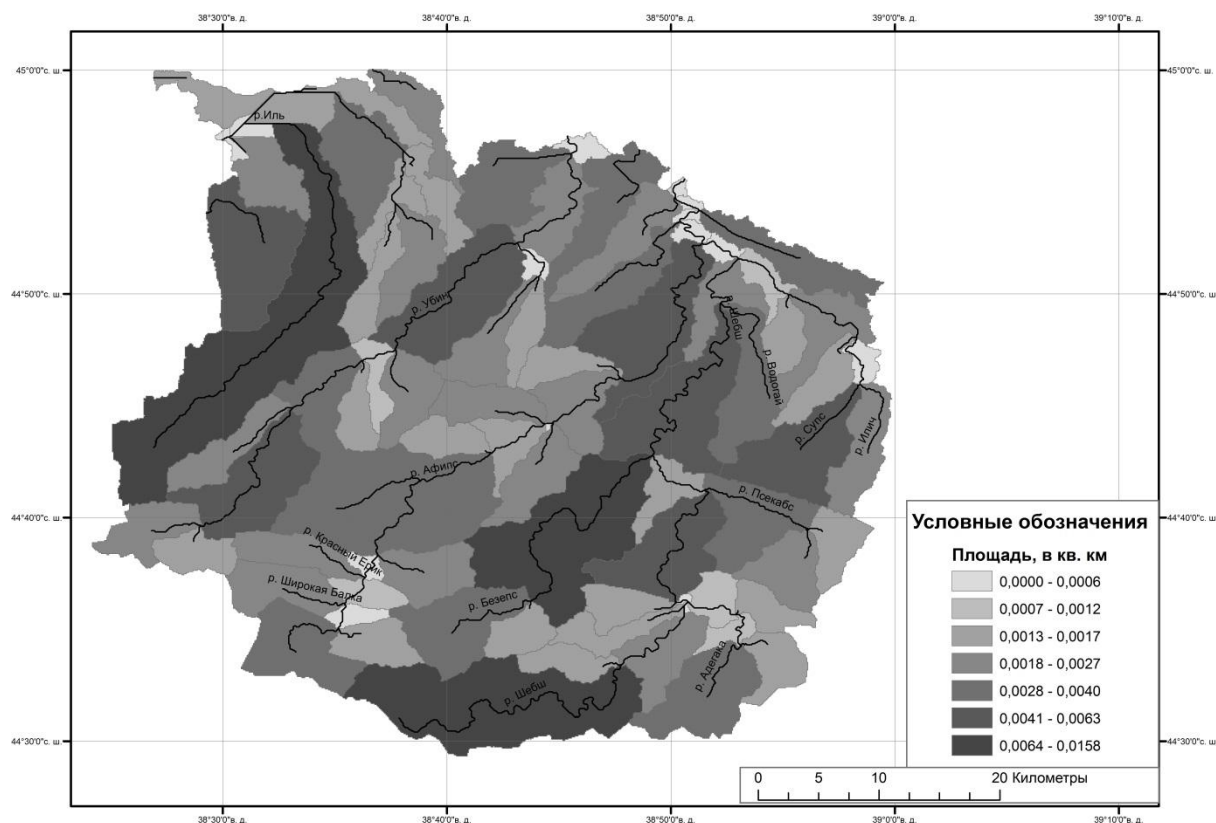 38°30'0"в. д. 38°40'0"в. д. 38°50'0"в. д. 39°0'0"в. д. 39°10'0"в. д.
45°0'0"с. ш. 45°0'0"с. ш.
р.Иль
44°50'0"с. ш. р. Убин р. Шебш 44°50'0"с. ш.
р. Водогай
р. Супс р. Илич
р. Афипс
р. Псекабс
44°40'0"с. ш. 44°40'0"с. ш.
р. Красный Ерик
р. Широкая Балка
р. Безепс
р. Адегака
р. Шебш
44°30'0"с. ш. 44°30'0"с. ш
Условные обозначения
Площадь, в кв. км
0,0000 - 0,0006
0,0007 - 0,0012
0,0013 - 0,0017
0,0018 - 0,0027
0,0028 - 0,0040
0,0041 - 0,0063
0,0064 - 0,0158
0 5 10 20 Километры
38°30'0"в. д. 38°40'0"в. д. 38°50'0"в. д. 39°0'0"в. д. 39°10'0"в. д.